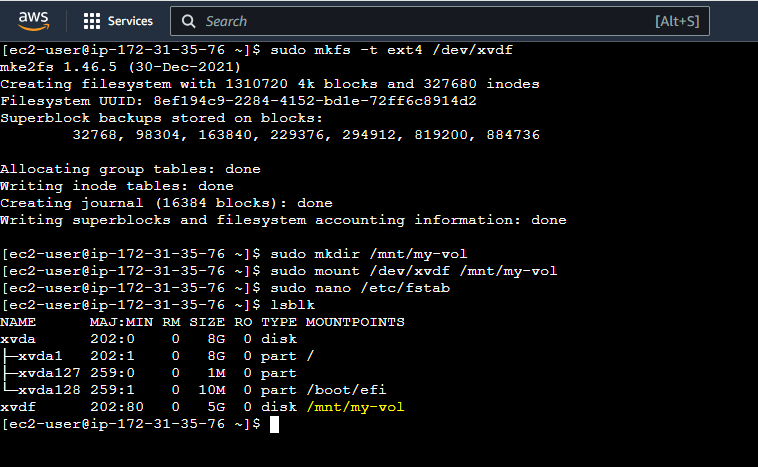 aws Services Search [Alt+S]
[ec2-user@ip-172-31-35-76 ~]$ sudo mkfs -t ext4 /dev/xvdf
mke2fs 1.46.5 (30-Dec-2021)
Creating filesystem with 1310720 4k blocks and 327680 inodes
Filesystem UUID: 8ef194c9-2284-4152-bd1e-72ff6c8914d2
Superblock backups stored on blocks:
        32768, 98304, 163840, 229376, 294912, 819200, 884736

Allocating group tables: done
Writing inode tables: done
Creating journal (16384 blocks): done
Writing superblocks and filesystem accounting information: done

[ec2-user@ip-172-31-35-76 ~]$ sudo mkdir /mnt/my-vol
[ec2-user@ip-172-31-35-76 ~]$ sudo mount /dev/xvdf /mnt/my-vol
[ec2-user@ip-172-31-35-76 ~]$ sudo nano /etc/fstab
[ec2-user@ip-172-31-35-76 ~]$ lsblk
NAME      MAJ:MIN RM SIZE RO TYPE MOUNTPOINTS
xvda      202:0    0   8G  0 disk
├─xvda1   202:1    0   8G  0 part /
├─xvda127 259:0    0   1M  0 part
└─xvda128 259:1    0  10M  0 part /boot/efi
xvdf      202:80   0   5G  0 disk /mnt/my-vol
[ec2-user@ip-172-31-35-76 ~]$